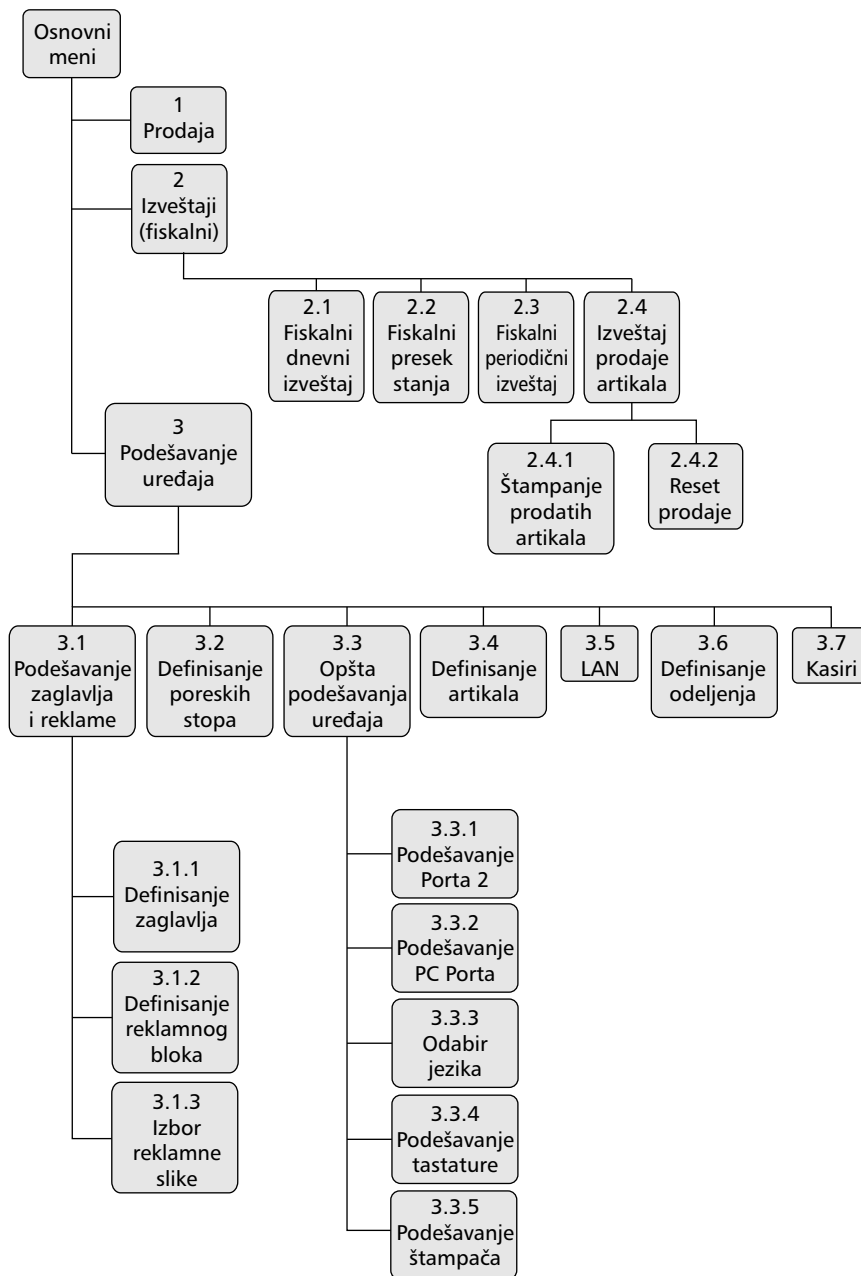 Osnovni
meni
1
Prodaja
2
Izveštaji
(fiskalni)
2.1
Fiskalni
dnevni
izveštaj
2.2
Fiskalni
presek
stanja
2.3
Fiskalni
periodični
izveštaj
2.4
Izveštaj
prodaje
artikala
2.4.1
Štampanje
prodatih
artikala
2.4.2
Reset
prodaje
3
Podešavanje
uređaja
3.1
Podešavanje
zaglavlja
i reklame
3.2
Definisanje
poreskih
stopa
3.3
Opšta
podešavanja
uređaja
3.4
Definisanje
artikala
3.5
LAN
3.6
Definisanje
odeljenja
3.7
Kasiri
3.1.1
Definisanje
zaglavlja
3.1.2
Definisanje
reklamnog
bloka
3.1.3
Izbor
reklamne
slike
3.3.1
Podešavanje
Porta 2
3.3.2
Podešavanje
PC Porta
3.3.3
Odabir
jezika
3.3.4
Podešavanje
tastature
3.3.5
Podešavanje
štampača